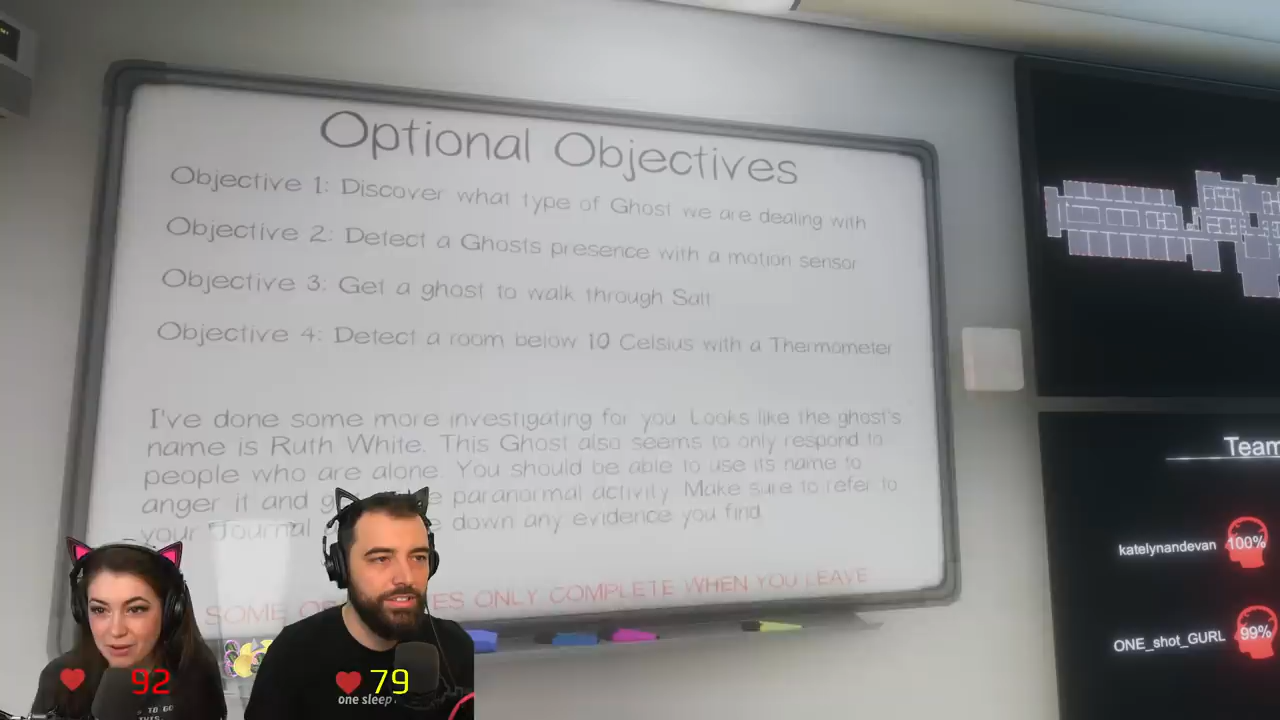 Optional Objectives
Objective 1: Discover what type of Ghost we are dealing with
Objective 2: Detect a Ghosts presence with a motion sensor
Objective 3: Get a ghost to walk through Salt
Objective 4: Detect a room below 10 Celsius with a Thermometer
I've done some more investigating for you. Looks like the ghost's
name is Ruth White. This Ghost also seems to only respond to
people who are alone. You should be able to use its name to
anger it and paranormal activity. Make sure to refer to
your Journal down any evidence you find
SOME ES ONLY COMPLETE WHEN YOU LEAVE
Team
katelynandevan 100%
ONE_shot_GURL 99%
92
79
one sleep
TO GO